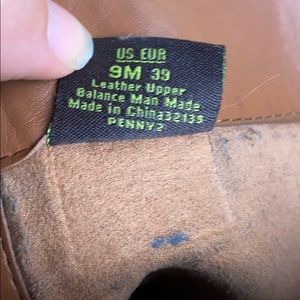 US EUR
9M 39
Leather Upper
Balance Man Made
Made in China32135
PENNY2